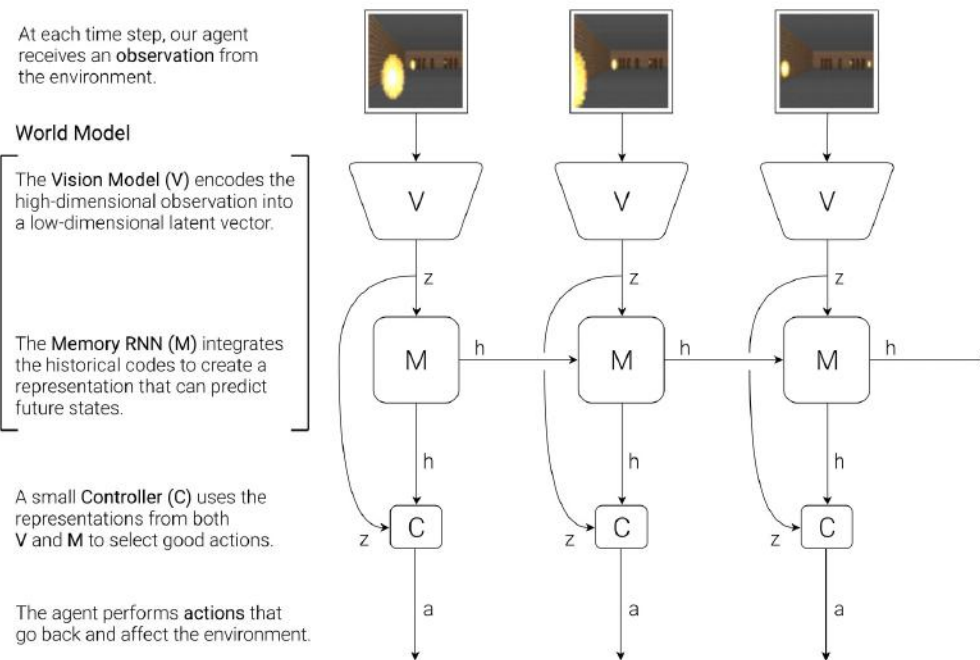 At each time step, our agent
receives an observation from
the environment.
World Model
The Vision Model (V) encodes the
high-dimensional observation into
a low-dimensional latent vector.
The Memory RNN (M) integrates
the historical codes to create a
representation that can predict
future states.
A small Controller (C) uses the
representations from both
V and M to select good actions.
The agent performs actions that
go back and affect the environment.
V V V
z z z
M h M h M h
h h h
z C z C z C
a a a